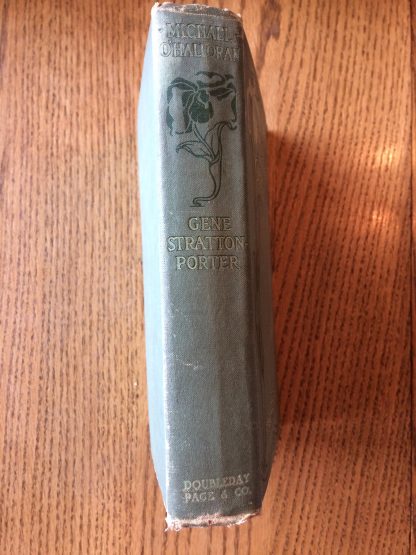 MICHAEL
O'HALLORAN
GENE
STRATTON-
PORTER
DOUBLEDAY
PAGE & CO.